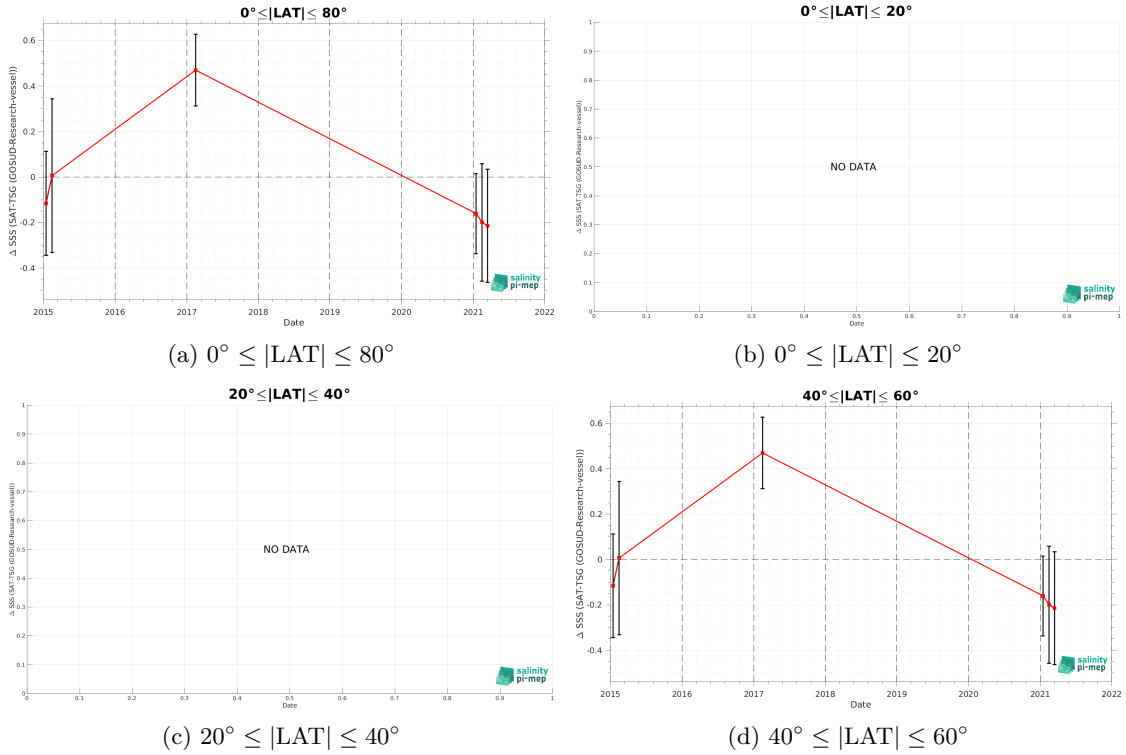 0°≤|LAT|≤ 80°
Δ SSS (SAT-TSG (GOSUD-Research-vessel))
0.6
0.4
0.2
0
-0.2
-0.4
2015 2016 2017 2018 2019 2020 2021 2022
Date
salinity
pi-mep
(a) 0° ≤ |LAT| ≤ 80°
0°≤|LAT|≤ 20°
Δ SSS (SAT-TSG (GOSUD-Research-vessel))
1
0.9
0.8
0.7
0.6
0.5
0.4
0.3
0.2
0.1
0
NO DATA
0 0.1 0.2 0.3 0.4 0.5 0.6 0.7 0.8 0.9 1
Date
salinity
pi-mep
(b) 0° ≤ |LAT| ≤ 20°
20°≤|LAT|≤ 40°
Δ SSS (SAT-TSG (GOSUD-Research-vessel))
1
0.9
0.8
0.7
0.6
0.5
0.4
0.3
0.2
0.1
0
NO DATA
0 0.1 0.2 0.3 0.4 0.5 0.6 0.7 0.8 0.9 1
Date
salinity
pi-mep
(c) 20° ≤ |LAT| ≤ 40°
40°≤|LAT|≤ 60°
Δ SSS (SAT-TSG (GOSUD-Research-vessel))
0.6
0.4
0.2
0
-0.2
-0.4
2015 2016 2017 2018 2019 2020 2021 2022
Date
salinity
pi-mep
(d) 40° ≤ |LAT| ≤ 60°